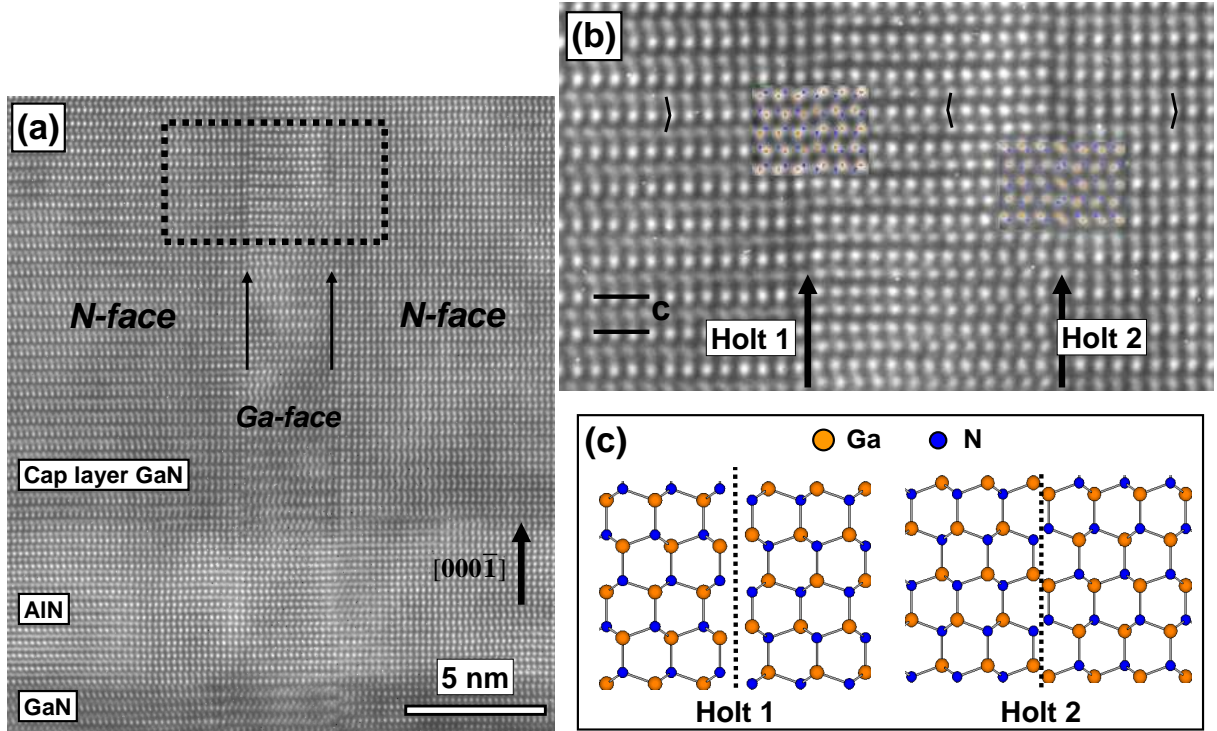 (a)
N-face
N-face
Ga-face
Cap layer GaN
[0001̅]
AlN
5 nm
GaN
(b)
c
Holt 1
Holt 2
(c)
Ga
N
Holt 1
Holt 2